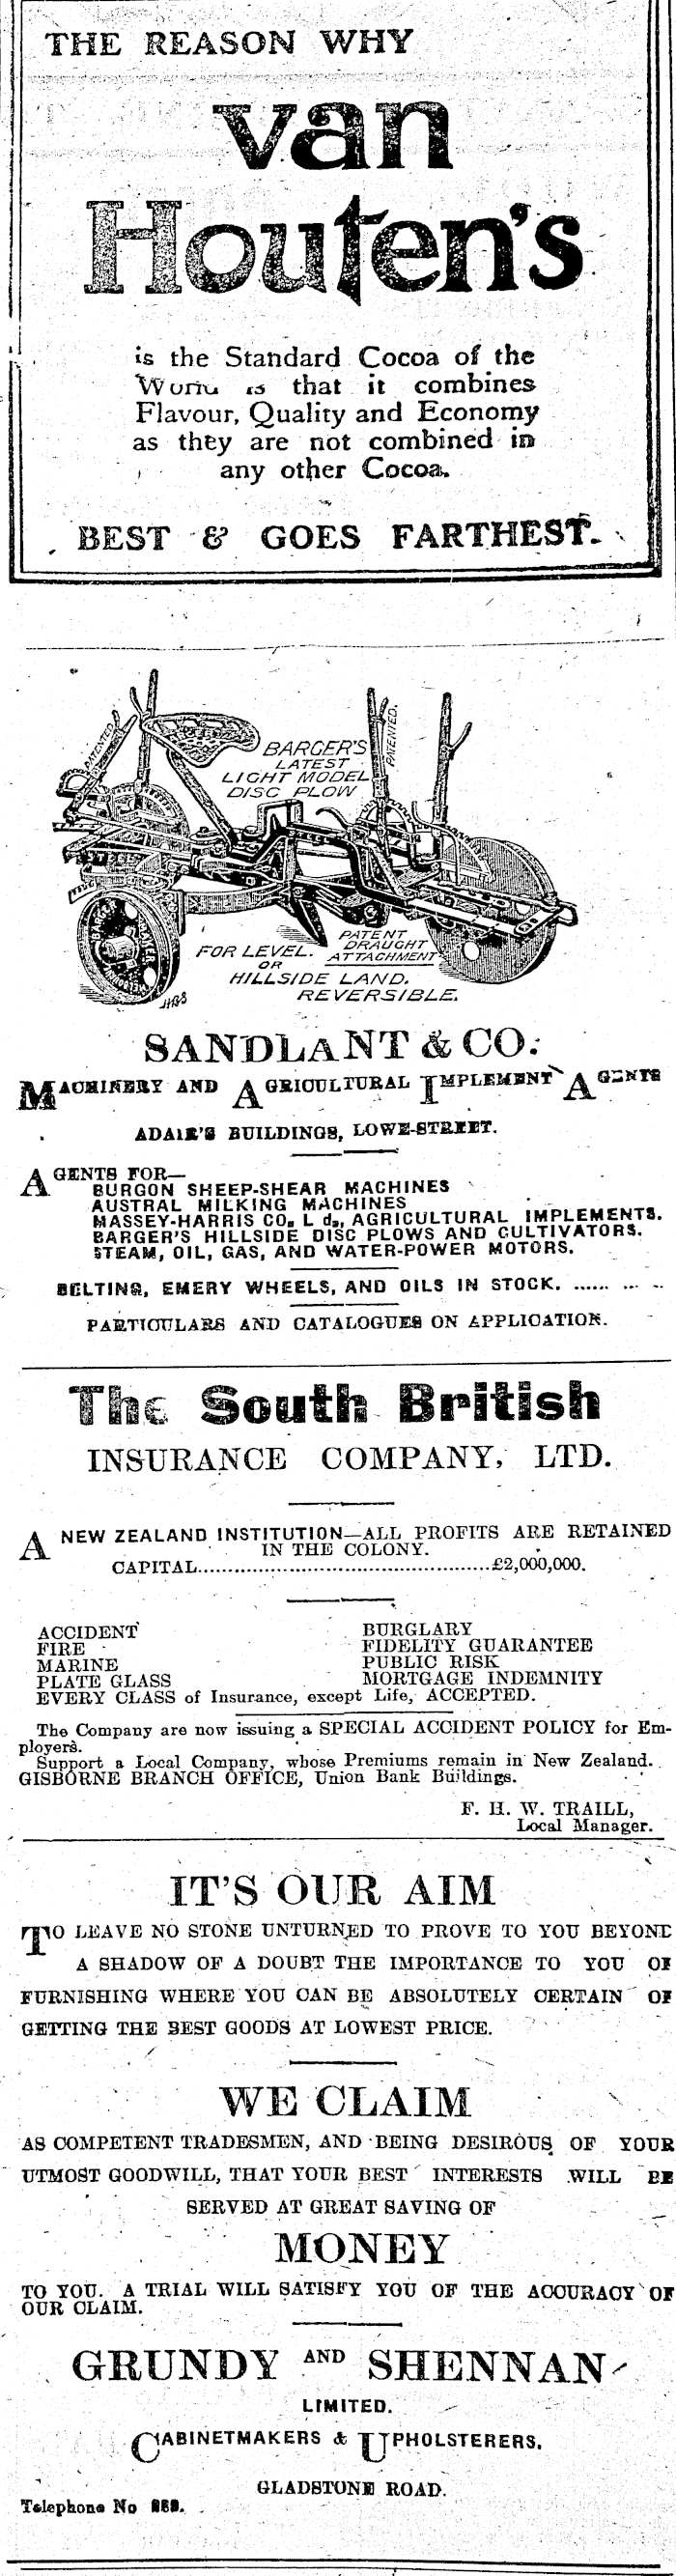 THE REASON WHY
van
Houten's
is the Standard Cocoa of the
World is that it combines
Flavour, Quality and Economy
as they are not combined in
any other Cocoa.
BEST & GOES FARTHEST.
PATENTED
PATENTED.
BARGER'S
LATEST
LIGHT MODEL
DISC PLOW
FOR LEVEL.
OR
HILLSIDE LAND.
REVERSIBLE.
PATENT
DRAUGHT
ATTACHMENT
SANDLANT & CO.
MACHINERY AND AGRICULTURAL IMPLEMENT AGENTS
ADAIR'S BUILDINGS, LOWE-STREET.
AGENTS FOR—
BURGON SHEEP-SHEAR MACHINES
AUSTRAL MILKING MACHINES
MASSEY-HARRIS CO. L d., AGRICULTURAL IMPLEMENTS.
BARGER'S HILLSIDE DISC PLOWS AND CULTIVATORS.
STEAM, OIL, GAS, AND WATER-POWER MOTORS.
BELTING, EMERY WHEELS, AND OILS IN STOCK. ...... ... ..
PARTICULARS AND CATALOGUES ON APPLICATION.
The South British
INSURANCE COMPANY, LTD.
A NEW ZEALAND INSTITUTION—ALL PROFITS ARE RETAINED
IN THE COLONY.
CAPITAL................................................£2,000,000.
ACCIDENT BURGLARY
FIRE FIDELITY GUARANTEE
MARINE PUBLIC RISK
PLATE GLASS MORTGAGE INDEMNITY
EVERY CLASS of Insurance, except Life, ACCEPTED.
The Company are now issuing a SPECIAL ACCIDENT POLICY for Em-
ployers.
Support a Local Company, whose Premiums remain in New Zealand.
GISBORNE BRANCH OFFICE, Union Bank Buildings.
F. H. W. TRAILL,
Local Manager.
IT'S OUR AIM
TO LEAVE NO STONE UNTURNED TO PROVE TO YOU BEYOND
A SHADOW OF A DOUBT THE IMPORTANCE TO YOU OF
FURNISHING WHERE YOU CAN BE ABSOLUTELY CERTAIN OF
GETTING THE BEST GOODS AT LOWEST PRICE.
WE CLAIM
AS COMPETENT TRADESMEN, AND BEING DESIROUS OF YOUR
UTMOST GOODWILL, THAT YOUR BEST INTERESTS WILL BE
SERVED AT GREAT SAVING OF
MONEY
TO YOU. A TRIAL WILL SATISFY YOU OF THE ACCURACY OF
OUR CLAIM.
GRUNDY AND SHENNAN
LIMITED.
CABINETMAKERS & UPHOLSTERERS.
GLADSTONE ROAD.
Telephone No